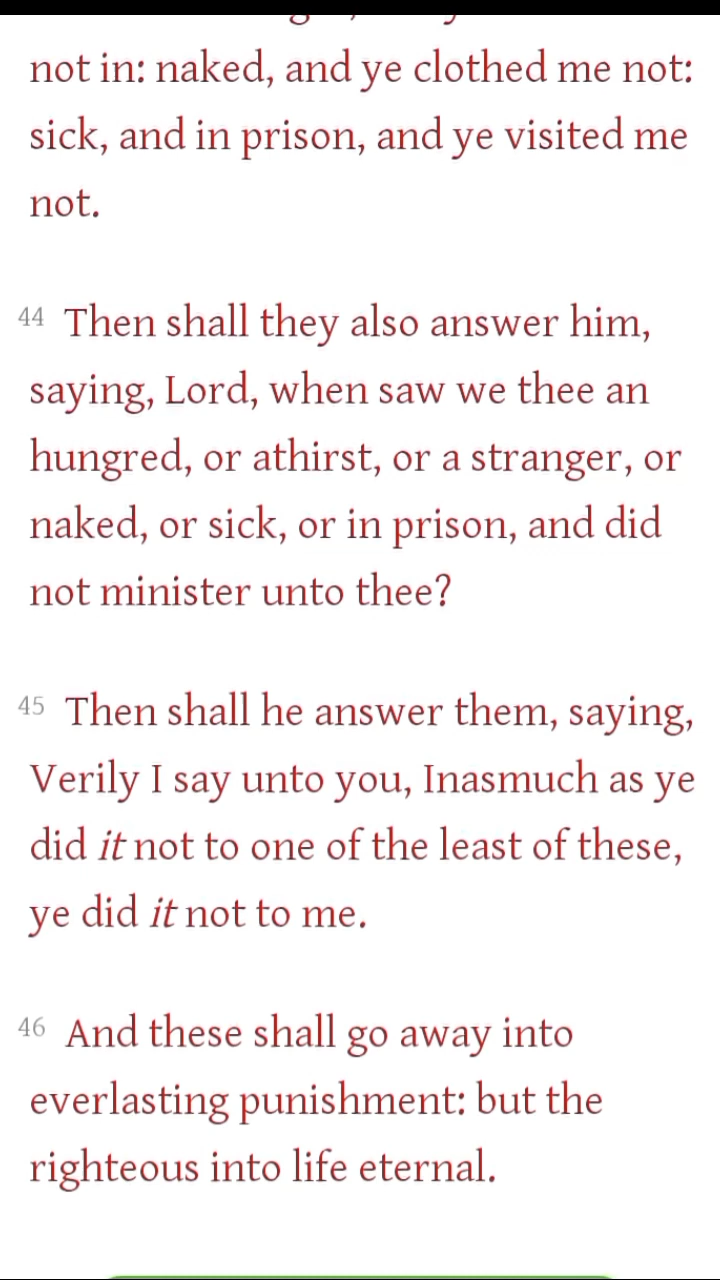 not in: naked, and ye clothed me not:
sick, and in prison, and ye visited me
not.
44 Then shall they also answer him,
saying, Lord, when saw we thee an
hungred, or athirst, or a stranger, or
naked, or sick, or in prison, and did
not minister unto thee?
45 Then shall he answer them, saying,
Verily I say unto you, Inasmuch as ye
did it not to one of the least of these,
ye did it not to me.
46 And these shall go away into
everlasting punishment: but the
righteous into life eternal.